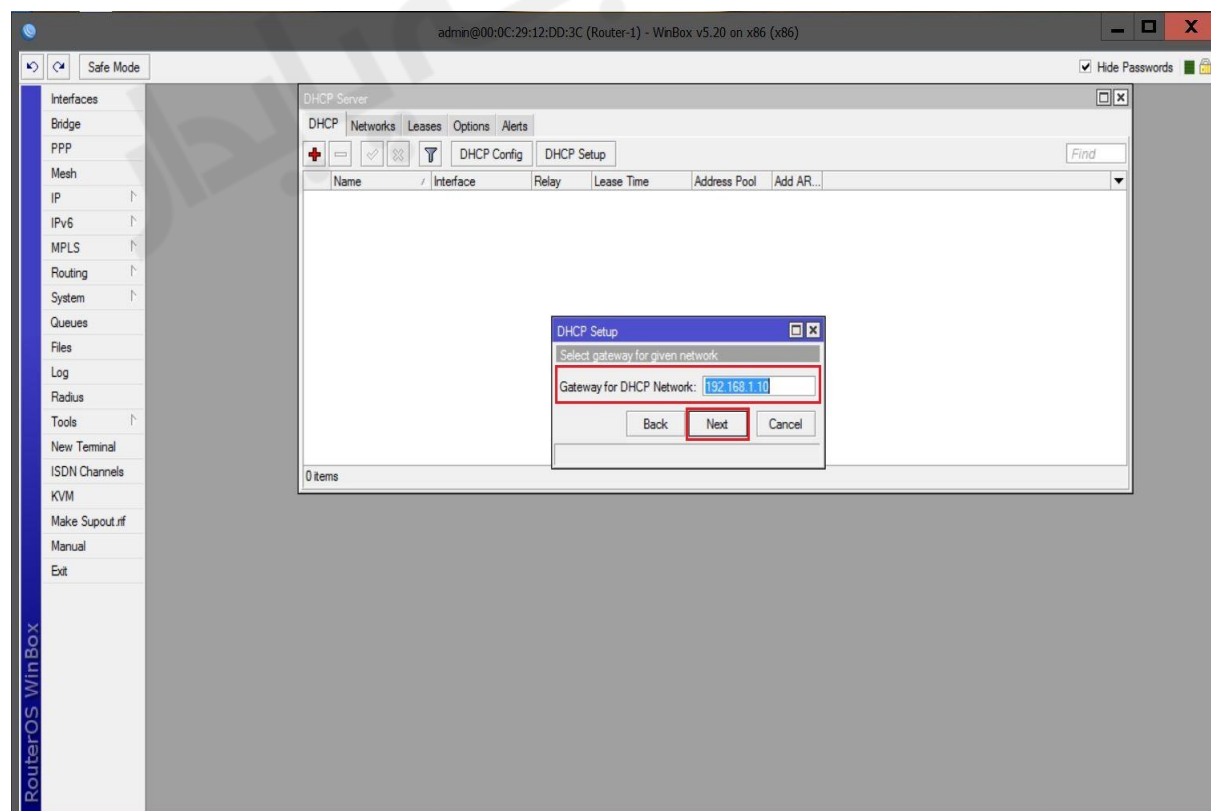 admin@00:0C:29:12:DD:3C (Router-1) - WinBox v5.20 on x86 (x86)
Safe Mode
Hide Passwords
Interfaces
Bridge
PPP
Mesh
IP
IPv6
MPLS
Routing
System
Queues
Files
Log
Radius
Tools
New Terminal
ISDN Channels
KVM
Make Supout.rif
Manual
Exit
RouterOS WinBox
DHCP Server
DHCP Networks Leases Options Alerts
DHCP Config DHCP Setup Find
Name Interface Relay Lease Time Address Pool Add AR...
DHCP Setup
Select gateway for given network
Gateway for DHCP Network: 192.168.1.10
Back Next Cancel
0 items